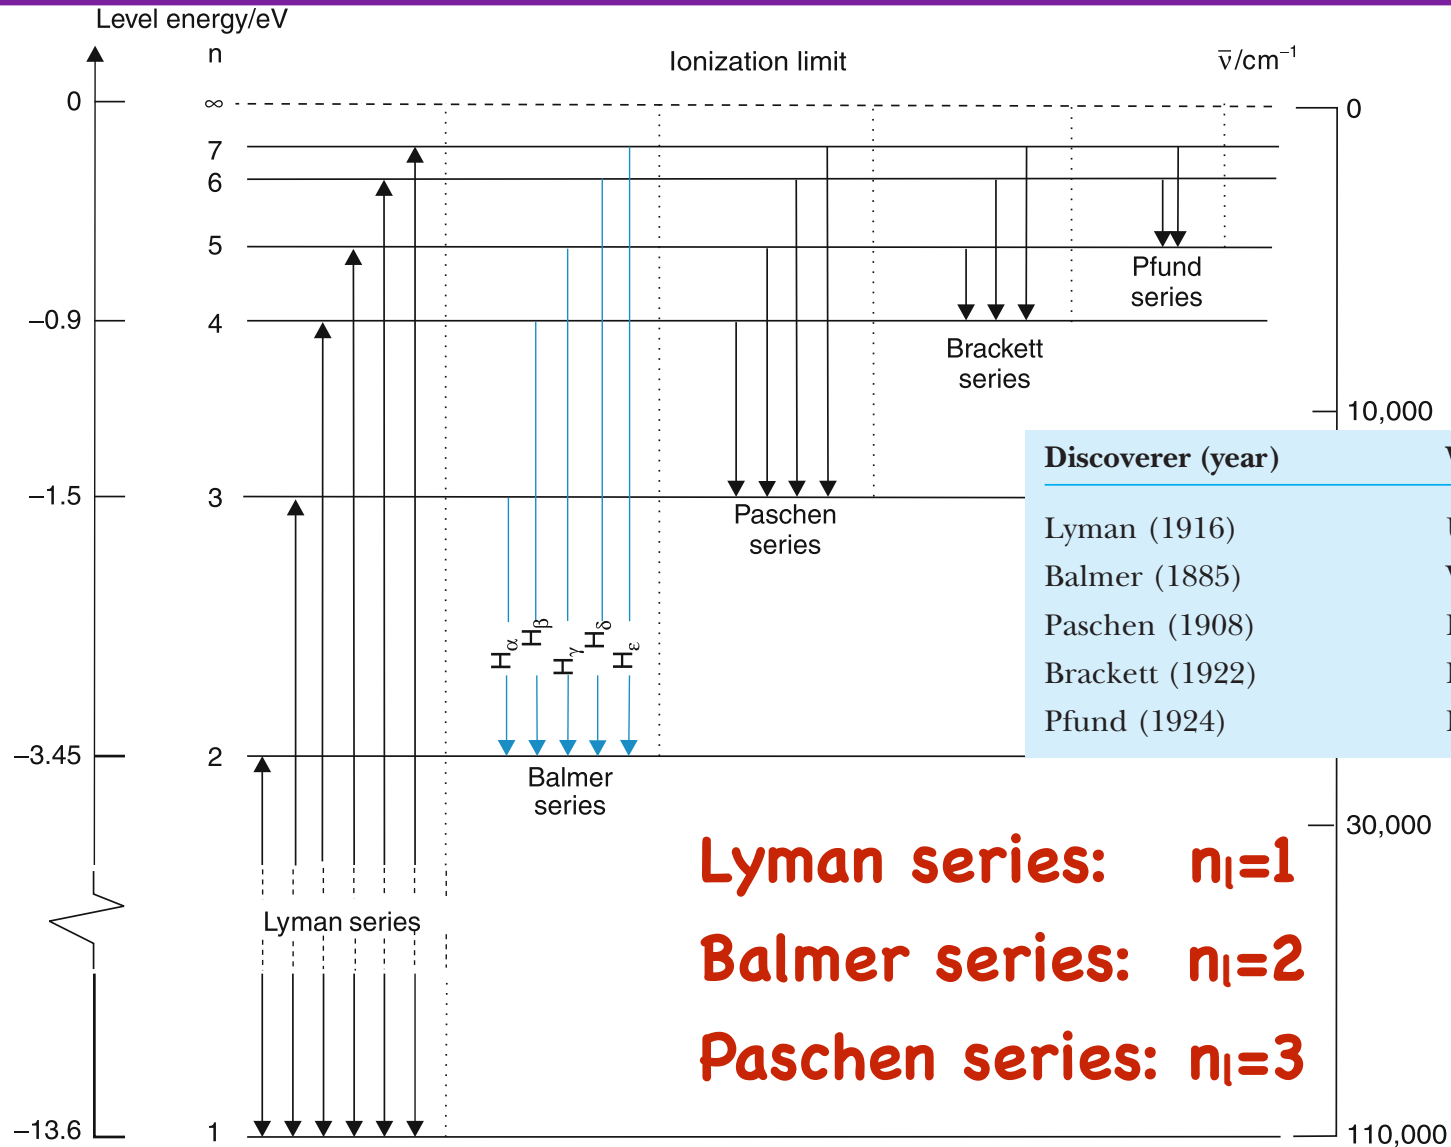 Level energy/eV
n
Ionization limit
ν̄/cm⁻¹
0
∞
0
7
6
5
Pfund
series
−0.9
4
Brackett
series
10,000
Discoverer (year)
−1.5
3
Paschen
series
Lyman (1916)
Balmer (1885)
Paschen (1908)
Brackett (1922)
Pfund (1924)
Hα
Hβ
Hγ
Hδ
Hε
−3.45
2
Balmer
series
30,000
Lyman series: nₗ=1
Lyman series
Balmer series: nₗ=2
Paschen series: nₗ=3
−13.6
1
110,000